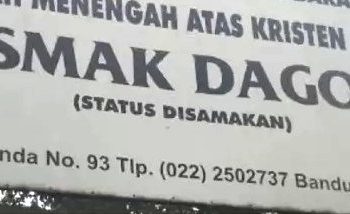 MENENGAH ATAS KRISTEN
SMAK DAGO
(STATUS DISAMAKAN)
nda No. 93 Tlp. (022) 2502737 Bandu